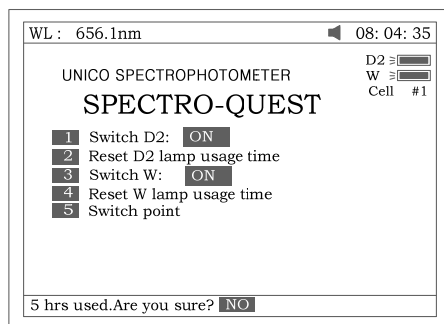 WL : 656.1nm 08: 04: 35
D2
W
Cell #1
UNICO SPECTROPHOTOMETER
SPECTRO-QUEST
1 Switch D2: ON
2 Reset D2 lamp usage time
3 Switch W: ON
4 Reset W lamp usage time
5 Switch point
5 hrs used.Are you sure? NO